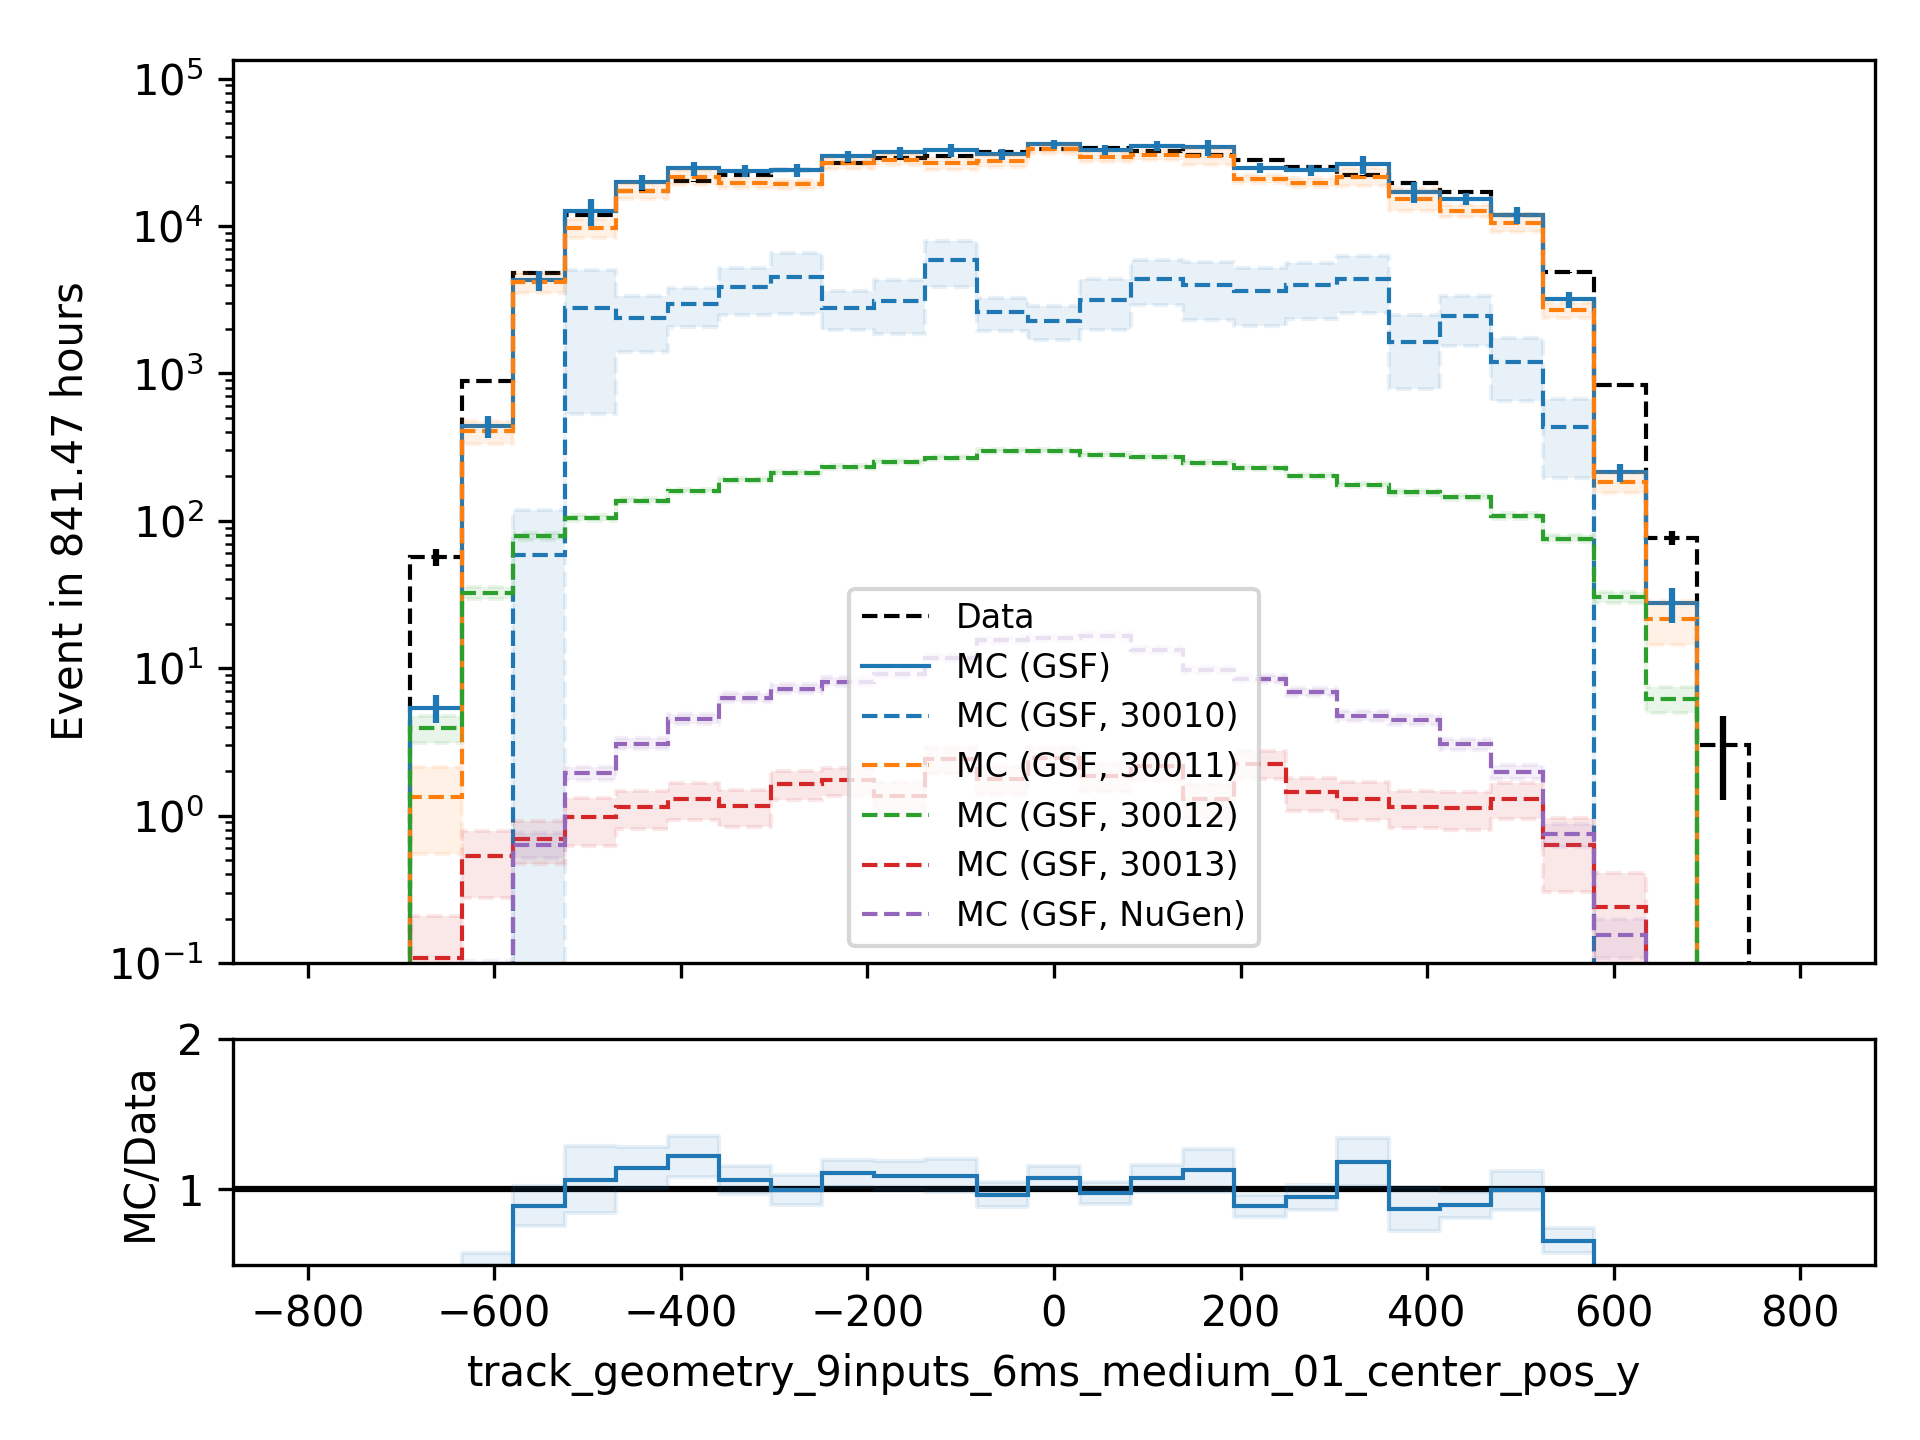 Event in 841.47 hours
10^5
10^4
10^3
10^2
10^1
10^0
10^−1
Data
MC (GSF)
MC (GSF, 30010)
MC (GSF, 30011)
MC (GSF, 30012)
MC (GSF, 30013)
MC (GSF, NuGen)
MC/Data
2
1
−800 −600 −400 −200 0 200 400 600 800
track_geometry_9inputs_6ms_medium_01_center_pos_y